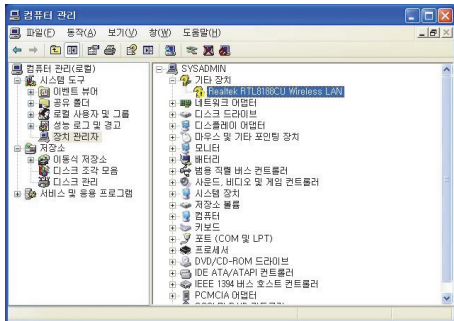 컴퓨터 관리
파일(F) 동작(A) 보기(V) 창(W) 도움말(H)
컴퓨터 관리(로컬)
시스템 도구
이벤트 뷰어
공유 폴더
로컬 사용자 및 그룹
성능 로그 및 경고
장치 관리자
저장소
이동식 저장소
디스크 조각 모음
디스크 관리
서비스 및 응용 프로그램
SYSADMIN
기타 장치
Realtek RTL8188CU Wireless LAN
네트워크 어댑터
디스크 드라이브
디스플레이 어댑터
마우스 및 기타 포인팅 장치
모니터
배터리
범용 직렬 버스 컨트롤러
사운드, 비디오 및 게임 컨트롤러
시스템 장치
저장소 볼륨
컴퓨터
키보드
포트 (COM 및 LPT)
프로세서
DVD/CD-ROM 드라이브
IDE ATA/ATAPI 컨트롤러
IEEE 1394 버스 호스트 컨트롤러
PCMCIA 어댑터